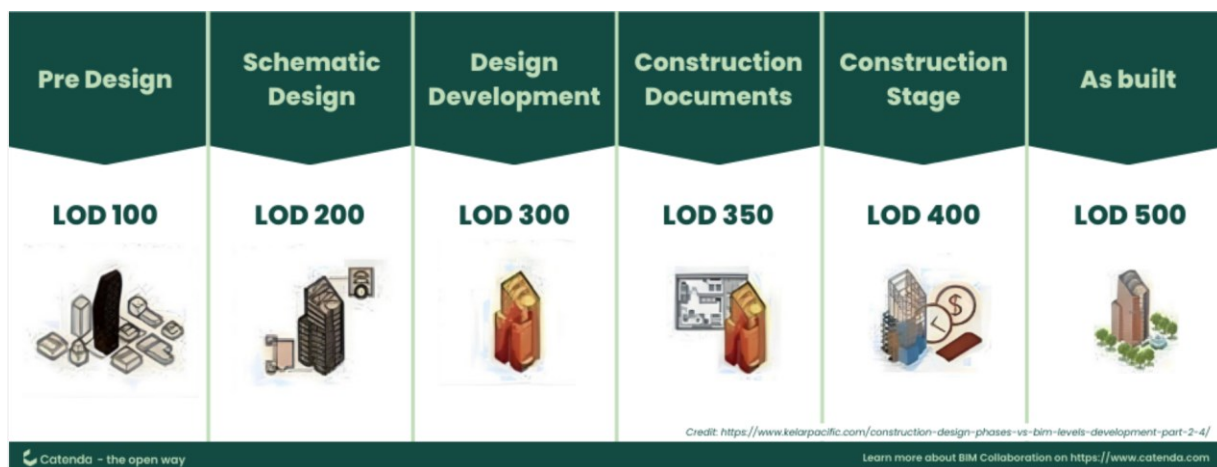 Pre Design
Schematic
Design
Design
Development
Construction
Documents
Construction
Stage
As built
LOD 100
LOD 200
LOD 300
LOD 350
LOD 400
LOD 500
$
Credit: https://www.kelarpacific.com/construction-design-phases-vs-bim-levels-development-part-2-4/
Catenda - the open way
Learn more about BIM Collaboration on https://www.catenda.com